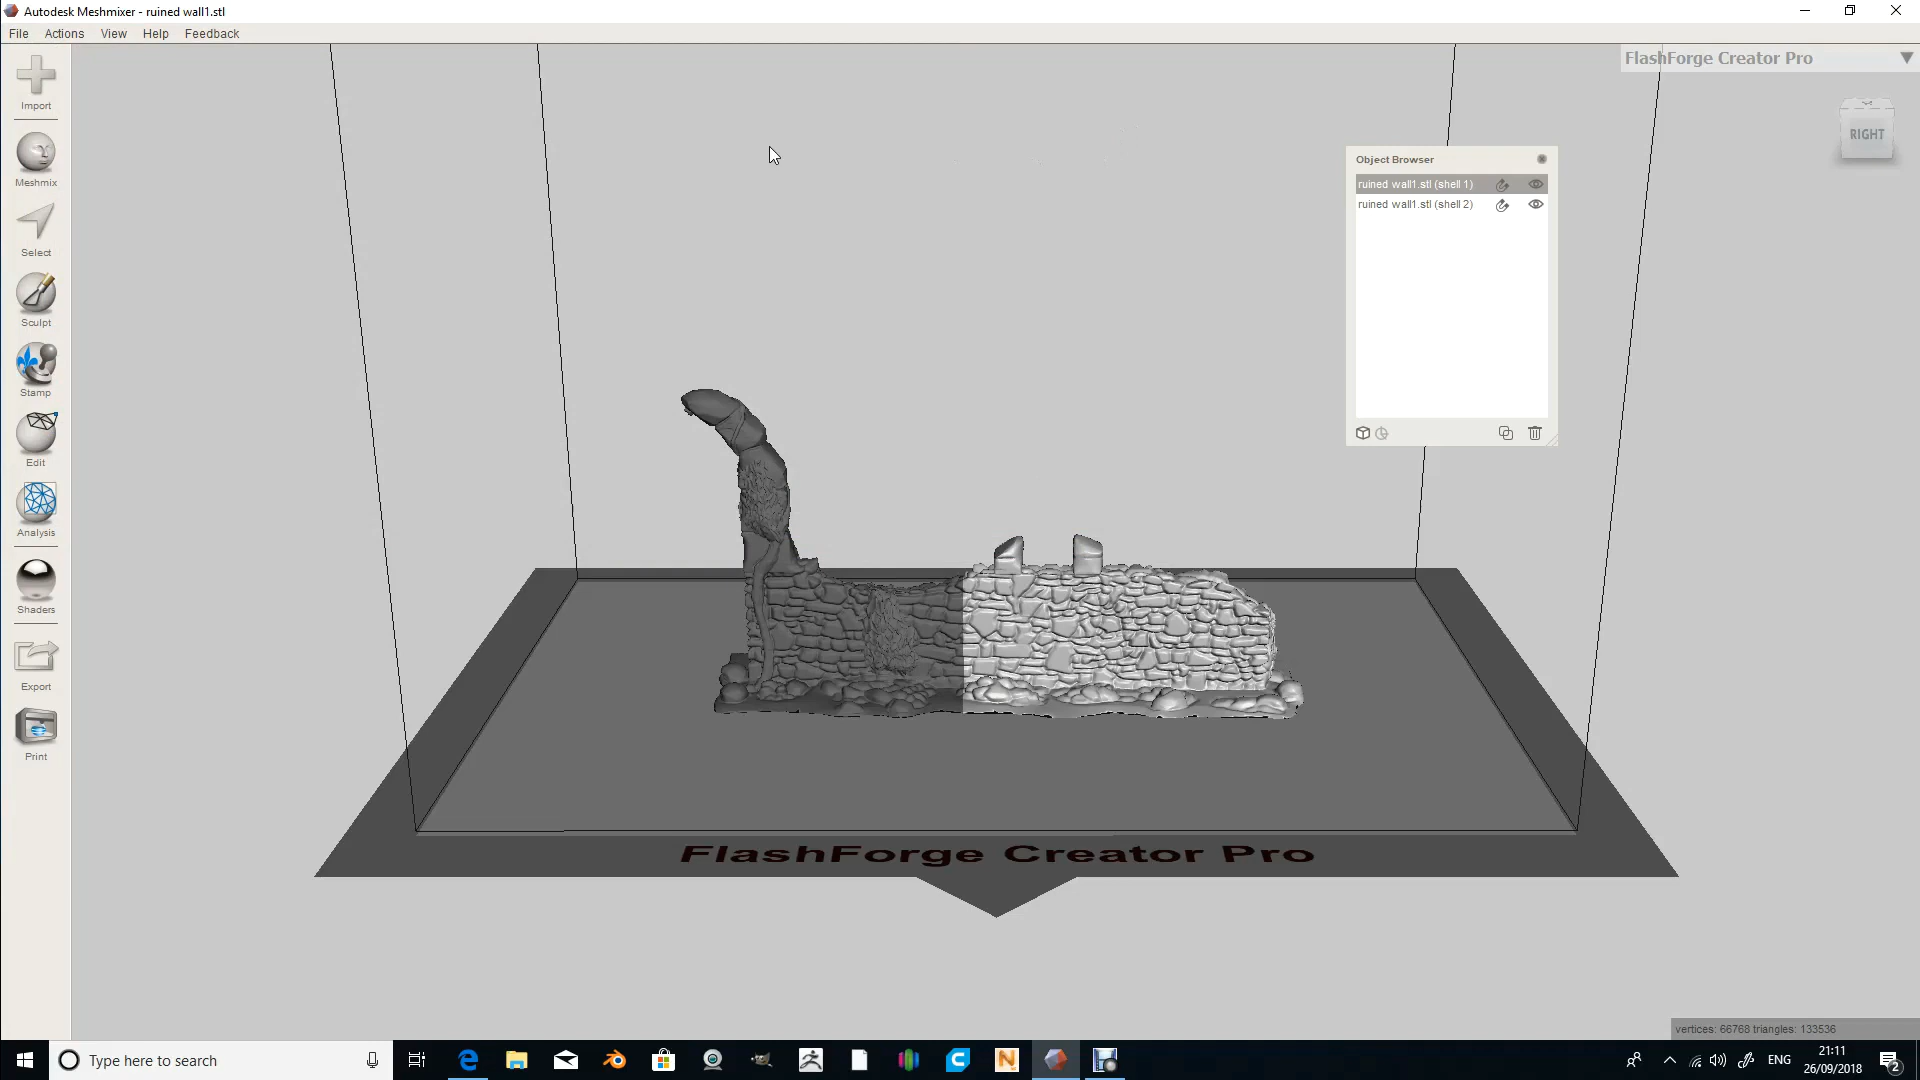 Autodesk Meshmixer - ruined wall1.stl
File Actions View Help Feedback
FlashForge Creator Pro
RIGHT
Import
Meshmix
Select
Sculpt
Stamp
Edit
Analysis
Shaders
Export
Print
Object Browser
ruined wall1.stl (shell 1)
ruined wall1.stl (shell 2)
FlashForge Creator Pro
vertices: 66768 triangles: 133536
Type here to search
ENG
21:11
26/09/2018
2